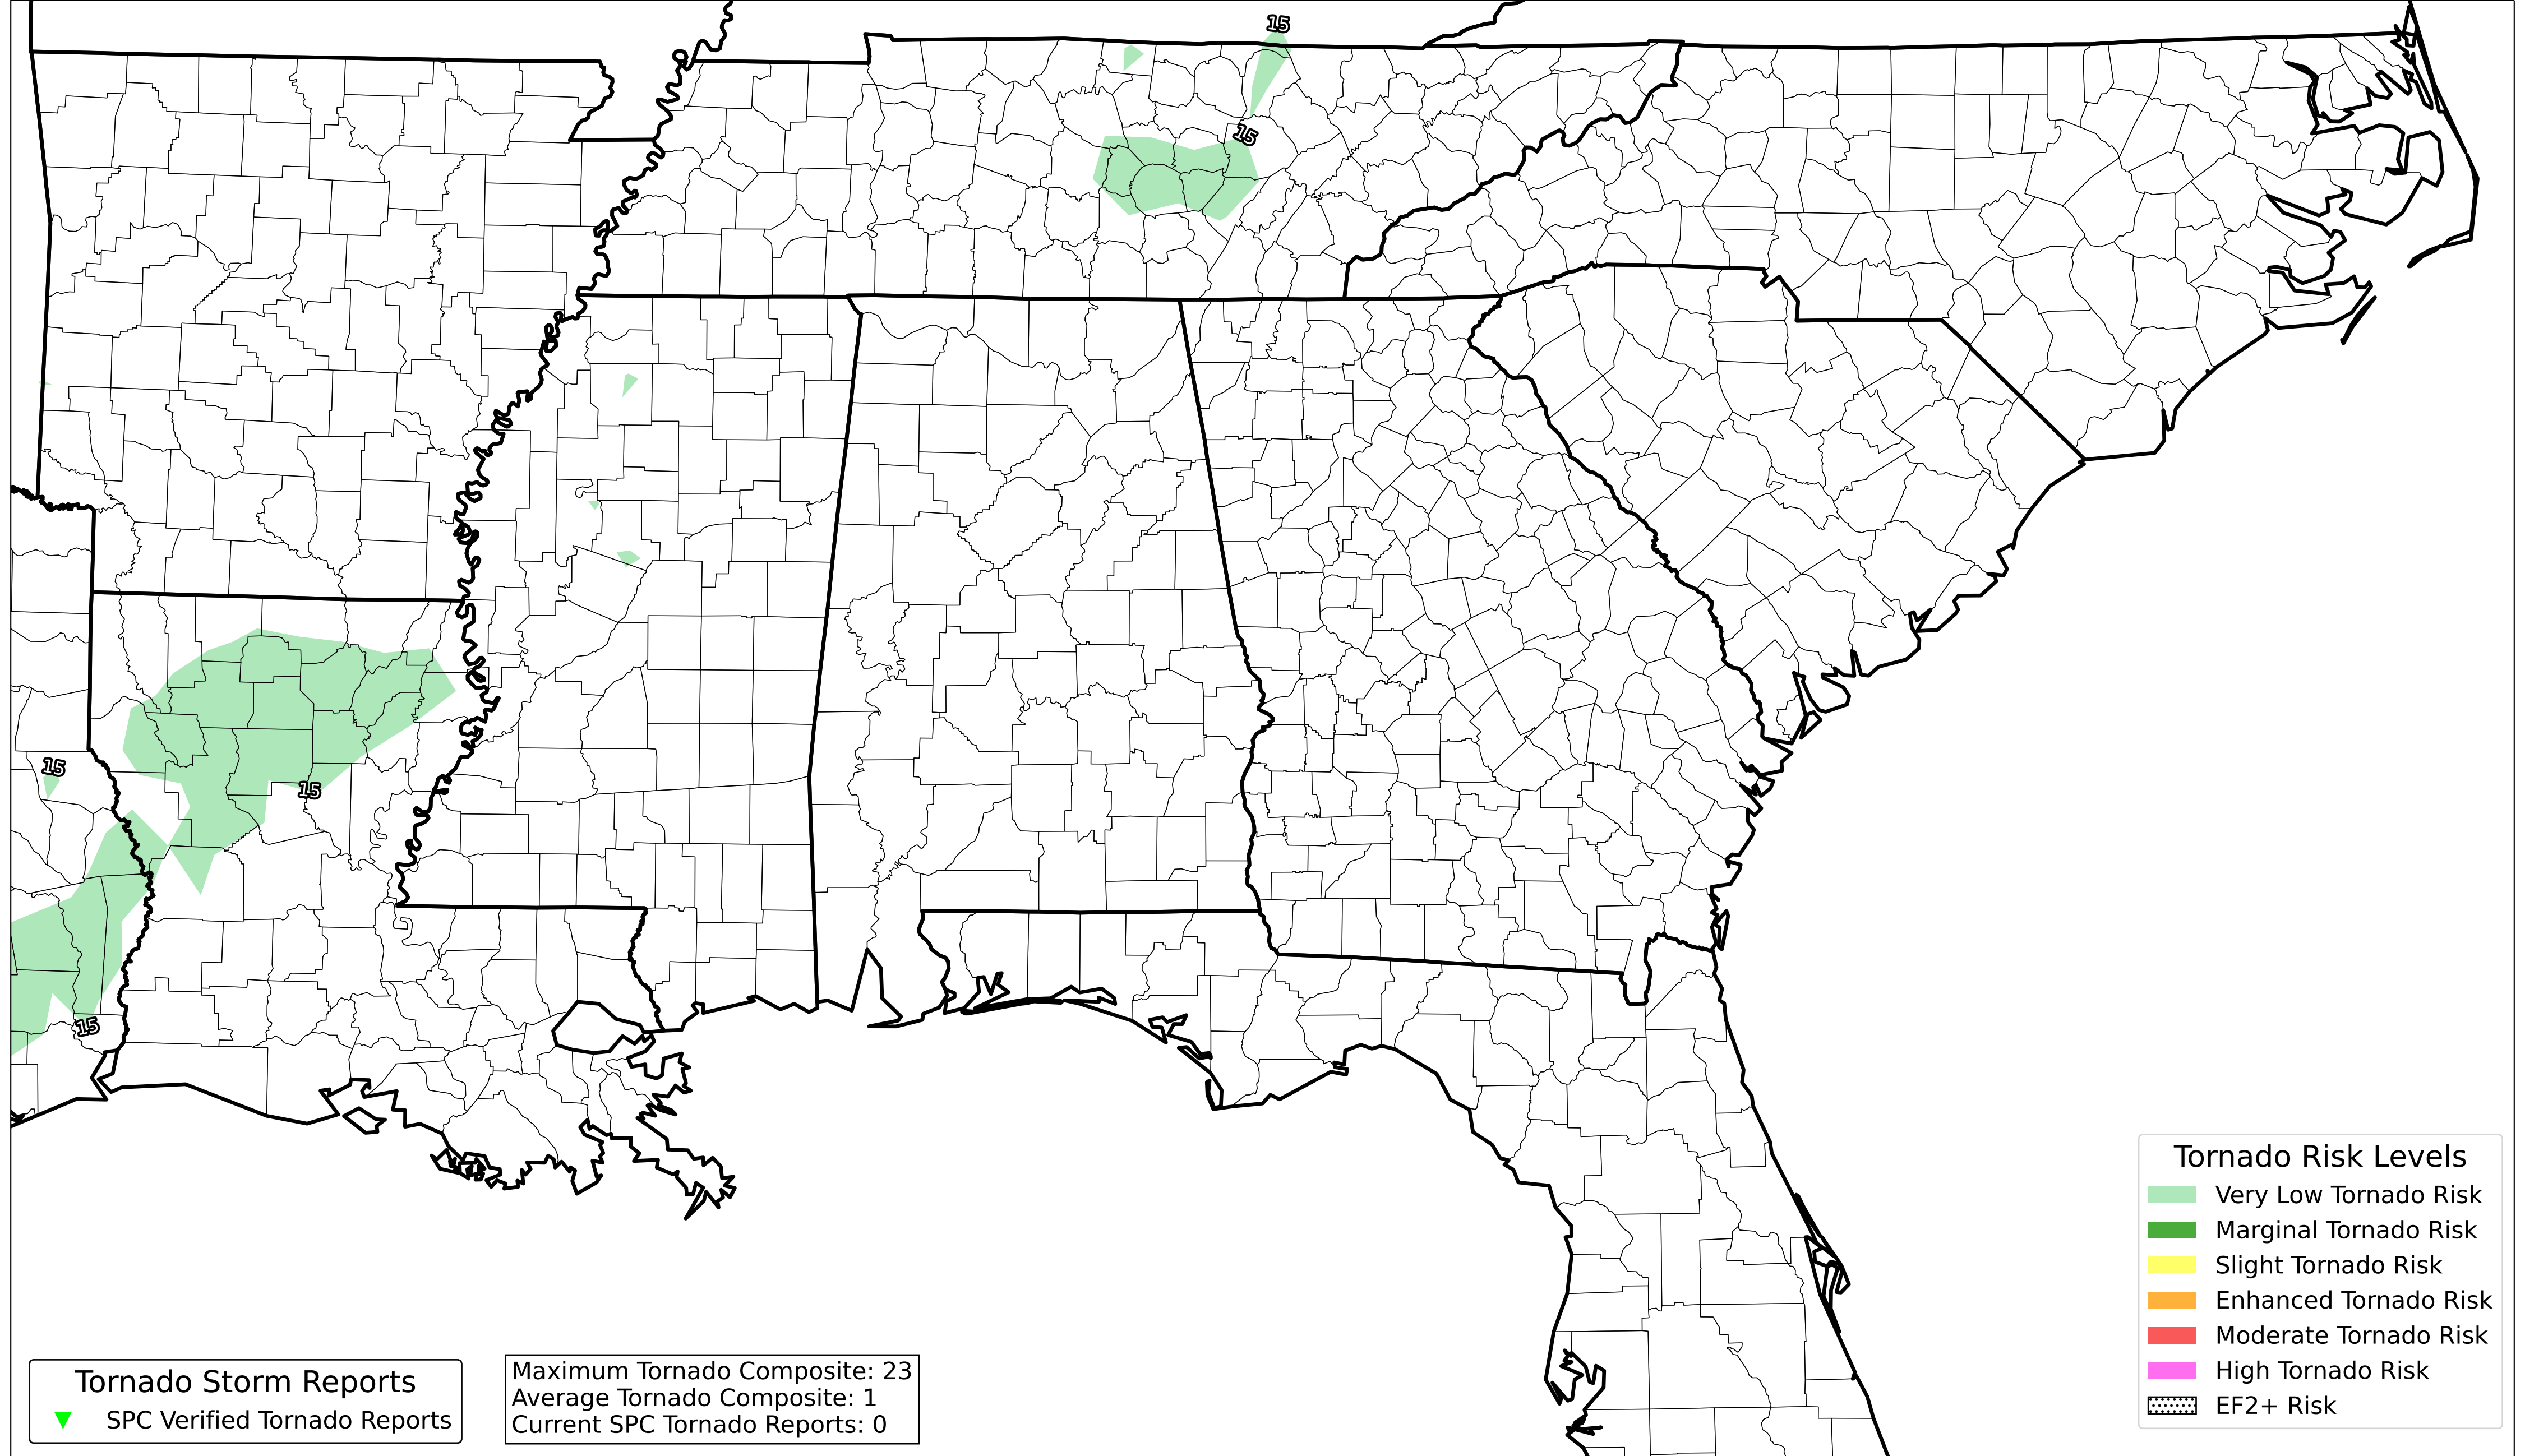 15
15
15
15
15
Tornado Risk Levels
Very Low Tornado Risk
Marginal Tornado Risk
Slight Tornado Risk
Enhanced Tornado Risk
Moderate Tornado Risk
High Tornado Risk
EF2+ Risk
Tornado Storm Reports
SPC Verified Tornado Reports
Maximum Tornado Composite: 23
Average Tornado Composite: 1
Current SPC Tornado Reports: 0